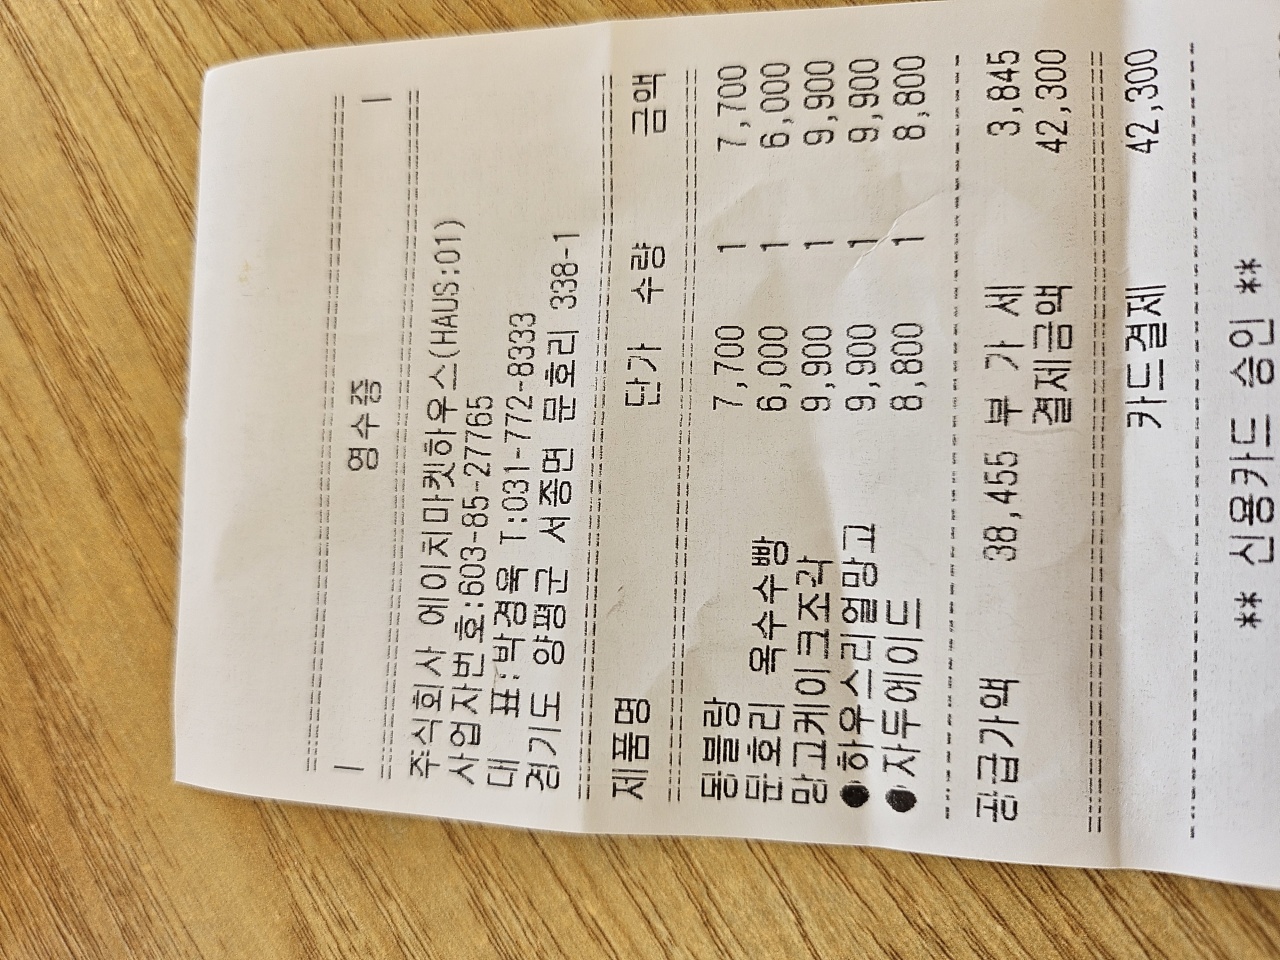 영수증
주식회사 에이치마켓하우스(HAUS:01)
사업자번호:603-85-27765
대 표:박경옥 T:031-772-8333
경기도 양평군 서종면 문호리 338-1
제품명 단가 수량 금액
몽블랑 7,700 1 7,700
문호리 옥수수빵 6,000 1 6,000
망고케이크조각 9,900 1 9,900
●하우스리얼망고 9,900 1 9,900
●자두에이드 8,800 1 8,800
공급가액 38,455 부 가 세 3,845
결제금액 42,300
카드결제 42,300
** 신용카드 승인 **